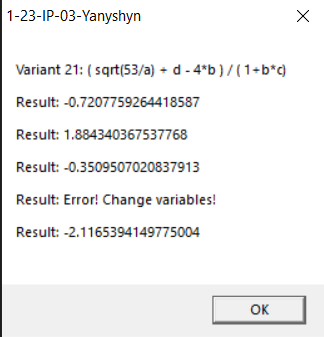 1-23-IP-03-Yanyshyn
Variant 21: ( sqrt(53/a) + d - 4*b ) / ( 1+b*c)
Result: -0.7207759264418587
Result: 1.884340367537768
Result: -0.3509507020837913
Result: Error! Change variables!
Result: -2.1165394149775004
OK